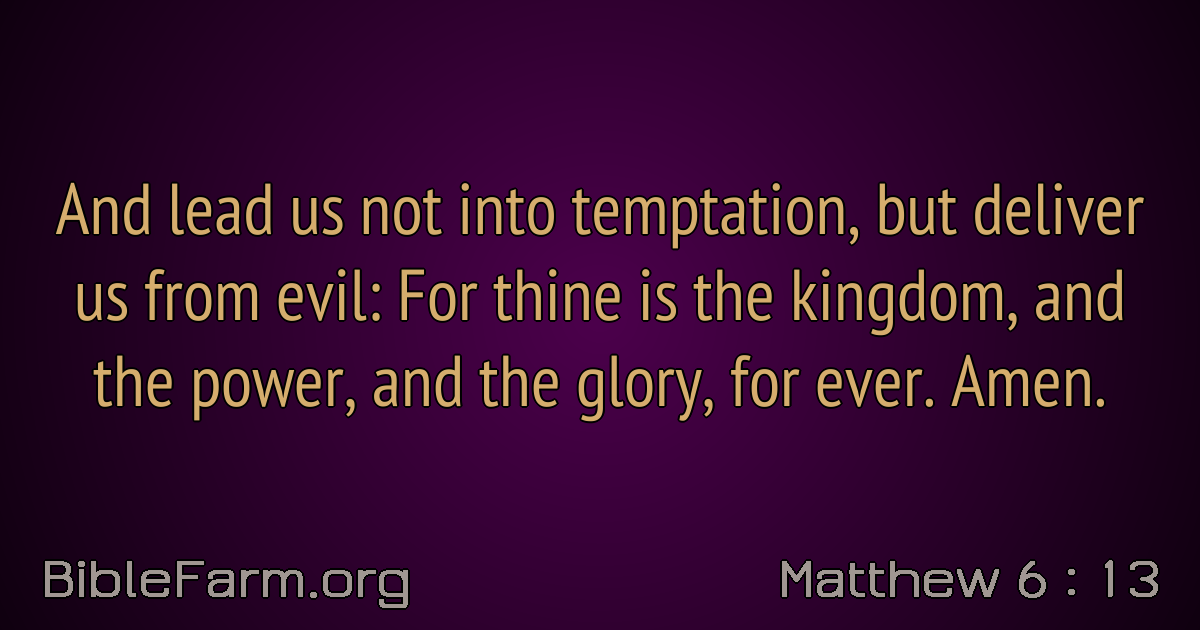 And lead us not into temptation, but deliver
us from evil: For thine is the kingdom, and
the power, and the glory, for ever. Amen.
BibleFarm.org
Matthew 6 : 13